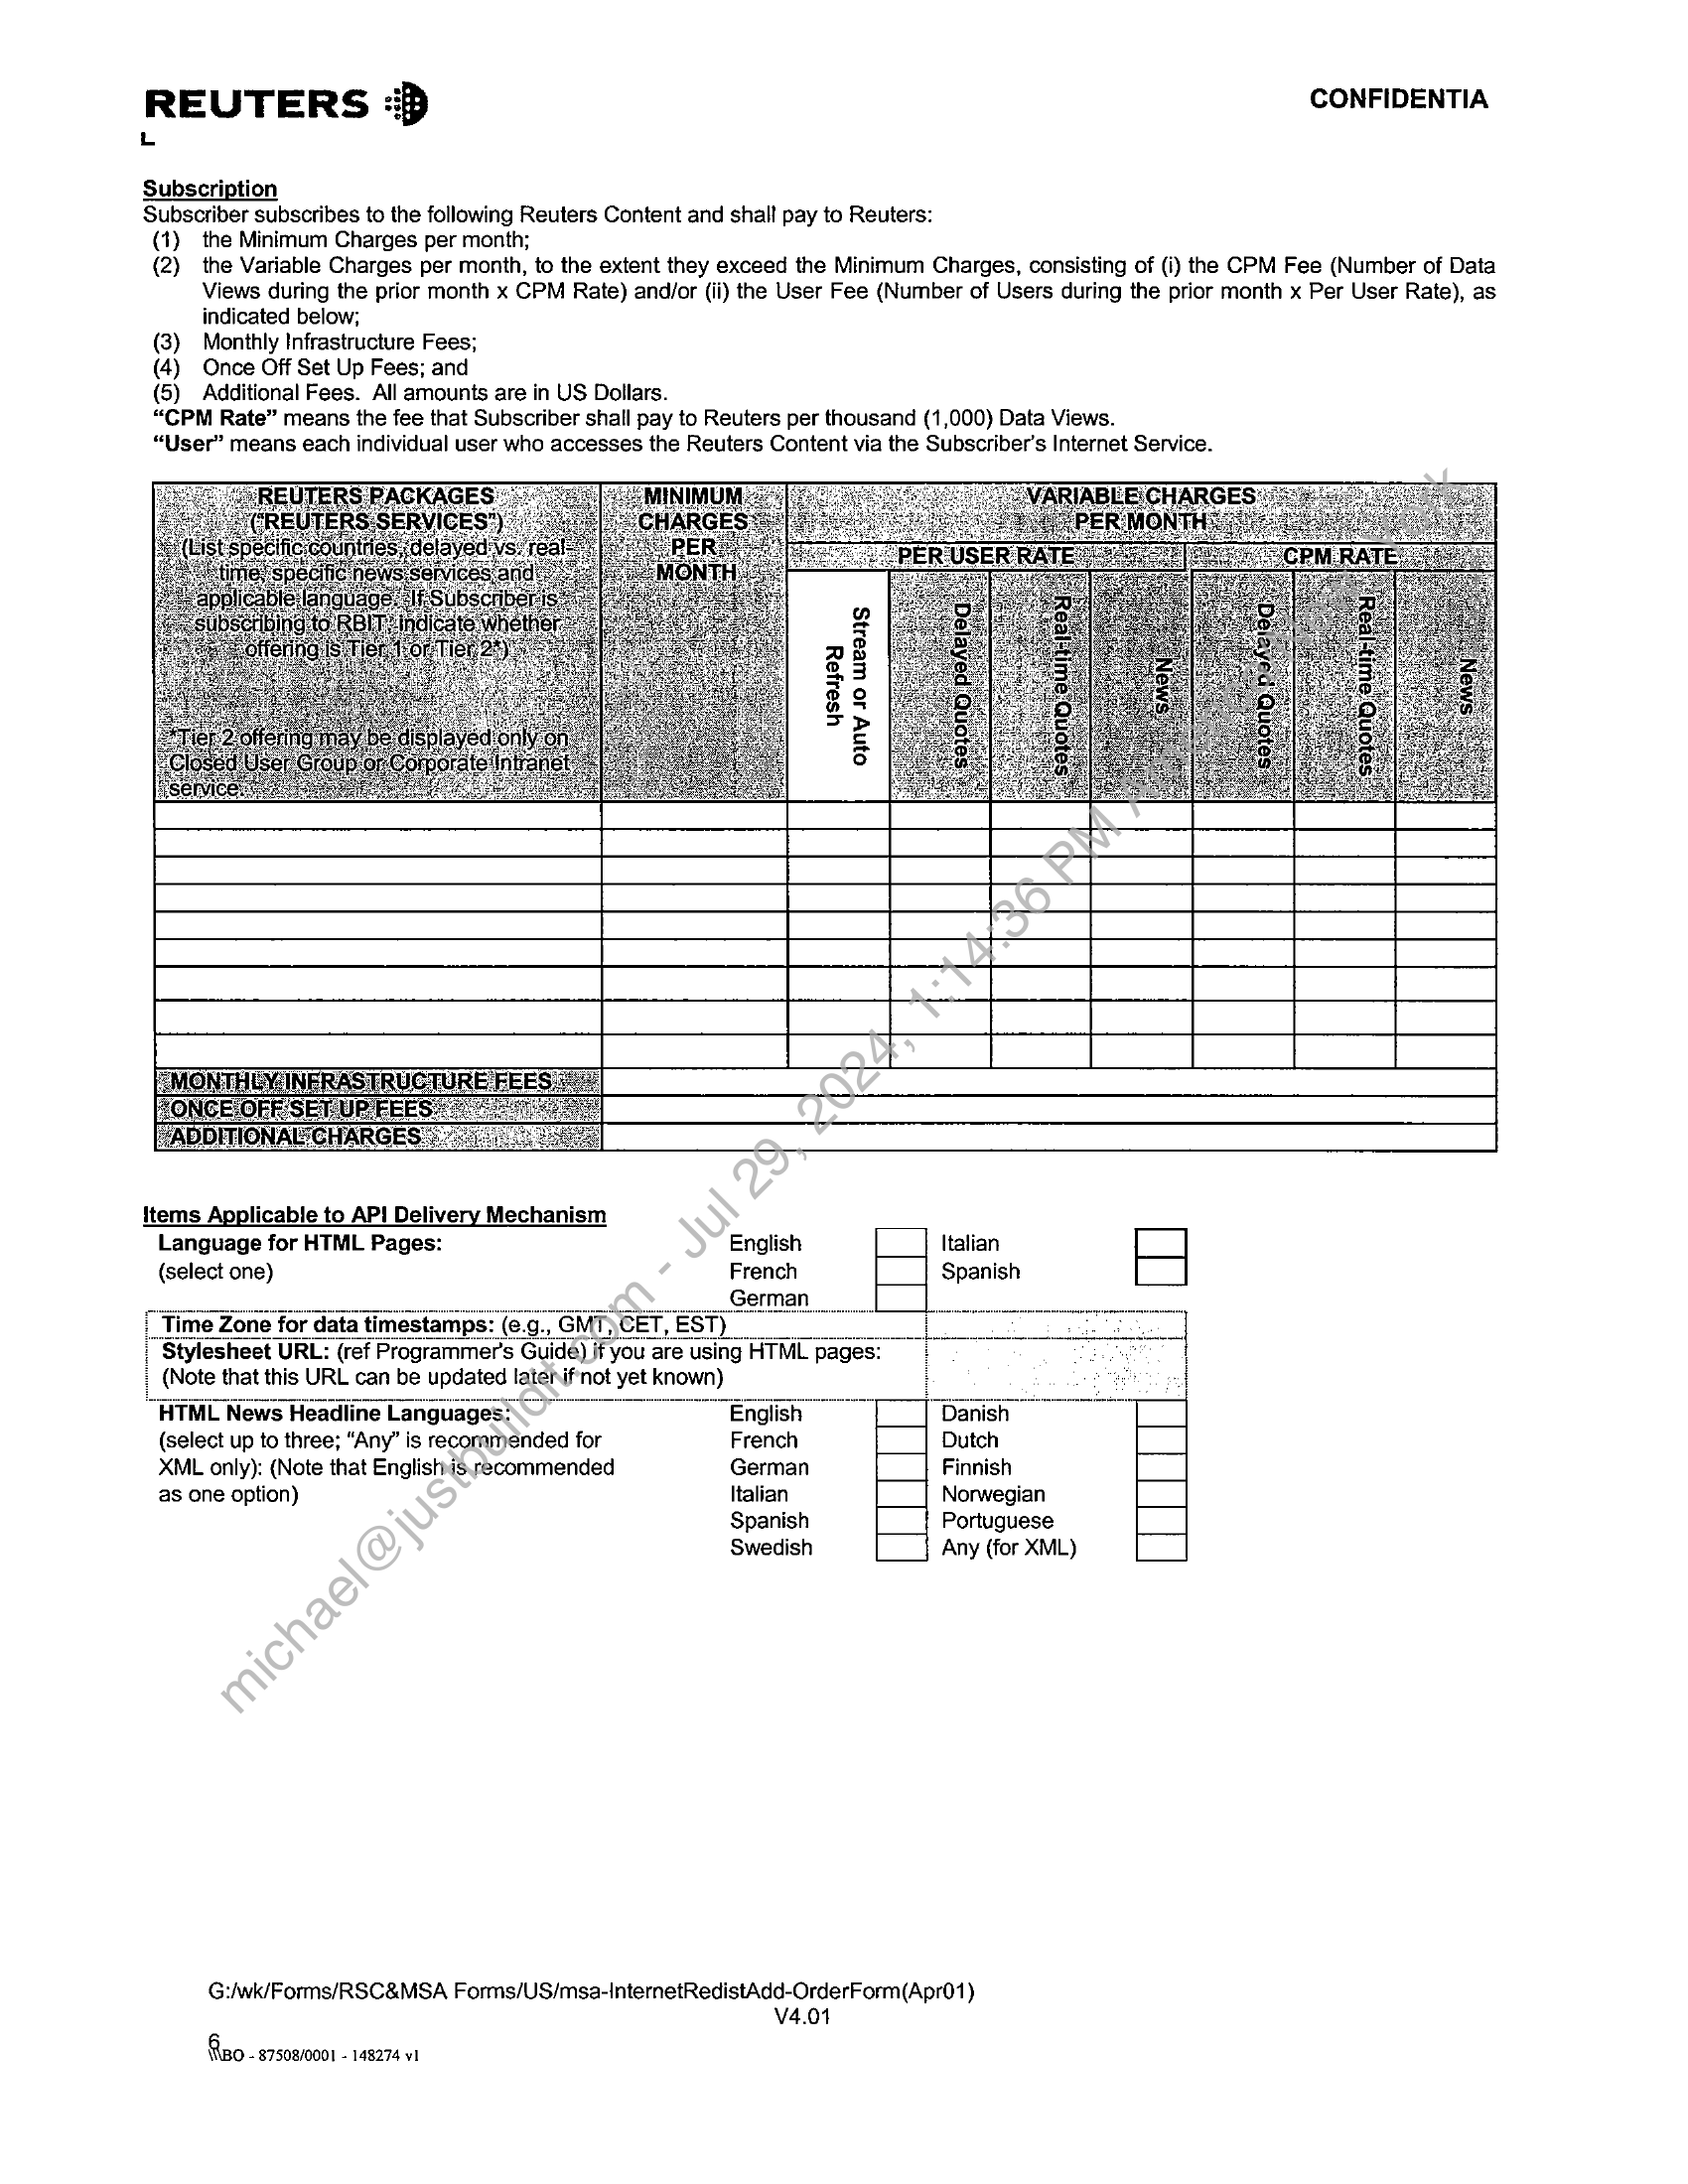 REUTERS
CONFIDENTIA
L
Subscription
Subscriber subscribes to the following Reuters Content and shall pay to Reuters:
(1) the Minimum Charges per month;
(2) the Variable Charges per month, to the extent they exceed the Minimum Charges, consisting of (i) the CPM Fee (Number of Data
Views during the prior month x CPM Rate) and/or (ii) the User Fee (Number of Users during the prior month x Per User Rate), as
indicated below;
(3) Monthly Infrastructure Fees;
(4) Once Off Set Up Fees; and
(5) Additional Fees. All amounts are in US Dollars.
“CPM Rate” means the fee that Subscriber shall pay to Reuters per thousand (1,000) Data Views.
“User” means each individual user who accesses the Reuters Content via the Subscriber's Internet Service.
REUTERS PACKAGES
("REUTERS SERVICES")
(List specific countries, delayed vs. real
time, specific news services and
applicable language. If Subscriber is
subscribing to RBIT, indicate whether
offering is Tier 1 or Tier 2*)
*Tier 2 offering may be displayed only on
Closed User Group or Corporate Intranet
service.
MINIMUM
CHARGES
PER
MONTH
VARIABLE CHARGES
PER MONTH
PER USER RATE
CPM RATE
Stream or Auto
Refresh
Delayed Quotes
Real-time Quotes
News
Delayed Quotes
Real-time Quotes
News
MONTHLY INFRASTRUCTURE FEES
ONCE OFF SET UP FEES
ADDITIONAL CHARGES
Items Applicable to API Delivery Mechanism
Language for HTML Pages: English Italian
(select one) French Spanish
German
Time Zone for data timestamps: (e.g., GMT, CET, EST)
Stylesheet URL: (ref Programmer's Guide) if you are using HTML pages:
(Note that this URL can be updated later if not yet known)
HTML News Headline Languages: English Danish
(select up to three; "Any" is recommended for French Dutch
XML only): (Note that English is recommended German Finnish
as one option) Italian Norwegian
Spanish Portuguese
Swedish Any (for XML)
michael@justbuildit.com - Jul 29, 2024, 1:14:36 PM
G:/wk/Forms/RSC&MSA Forms/US/msa-InternetRedistAdd-OrderForm(Apr01)
V4.01
6
\\\BO - 87508/0001 - 148274 v1